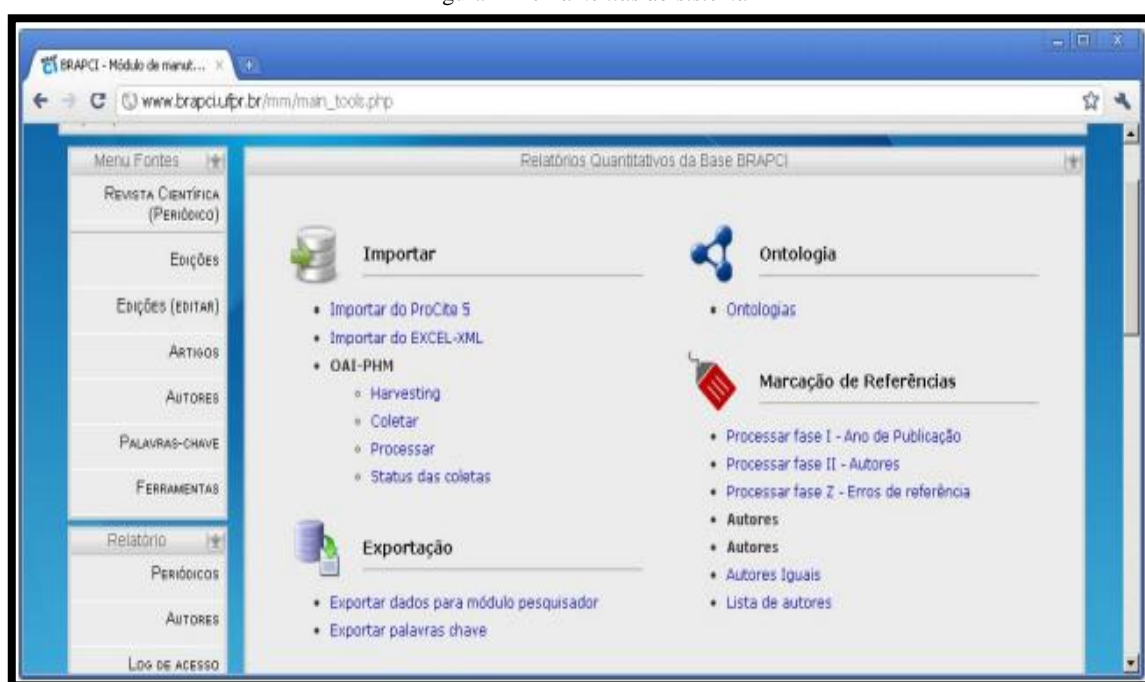 BRAPCI - Módulo de manut...
www.brapci.ufpr.br/mm/main_tools.php
Menu Fontes
REVISTA CIENTÍFICA
(PERIÓDICO)
EDIÇÕES
EDIÇÕES (EDITAR)
ARTIGOS
AUTORES
PALAVRAS-CHAVE
FERRAMENTAS
Relatório
PERIÓDICOS
AUTORES
LOG DE ACESSO
Relatórios Quantitativos da Base BRAPCI
Importar
Importar do ProCite 5
Importar do EXCEL-XML
OAI-PHM
Harvesting
Coletar
Processar
Status das coletas
Exportação
Exportar dados para módulo pesquisador
Exportar palavras chave
Ontologia
Ontologias
Marcação de Referências
Processar fase I - Ano de Publicação
Processar fase II - Autores
Processar fase Z - Erros de referência
Autores
Autores
Autores Iguais
Lista de autores